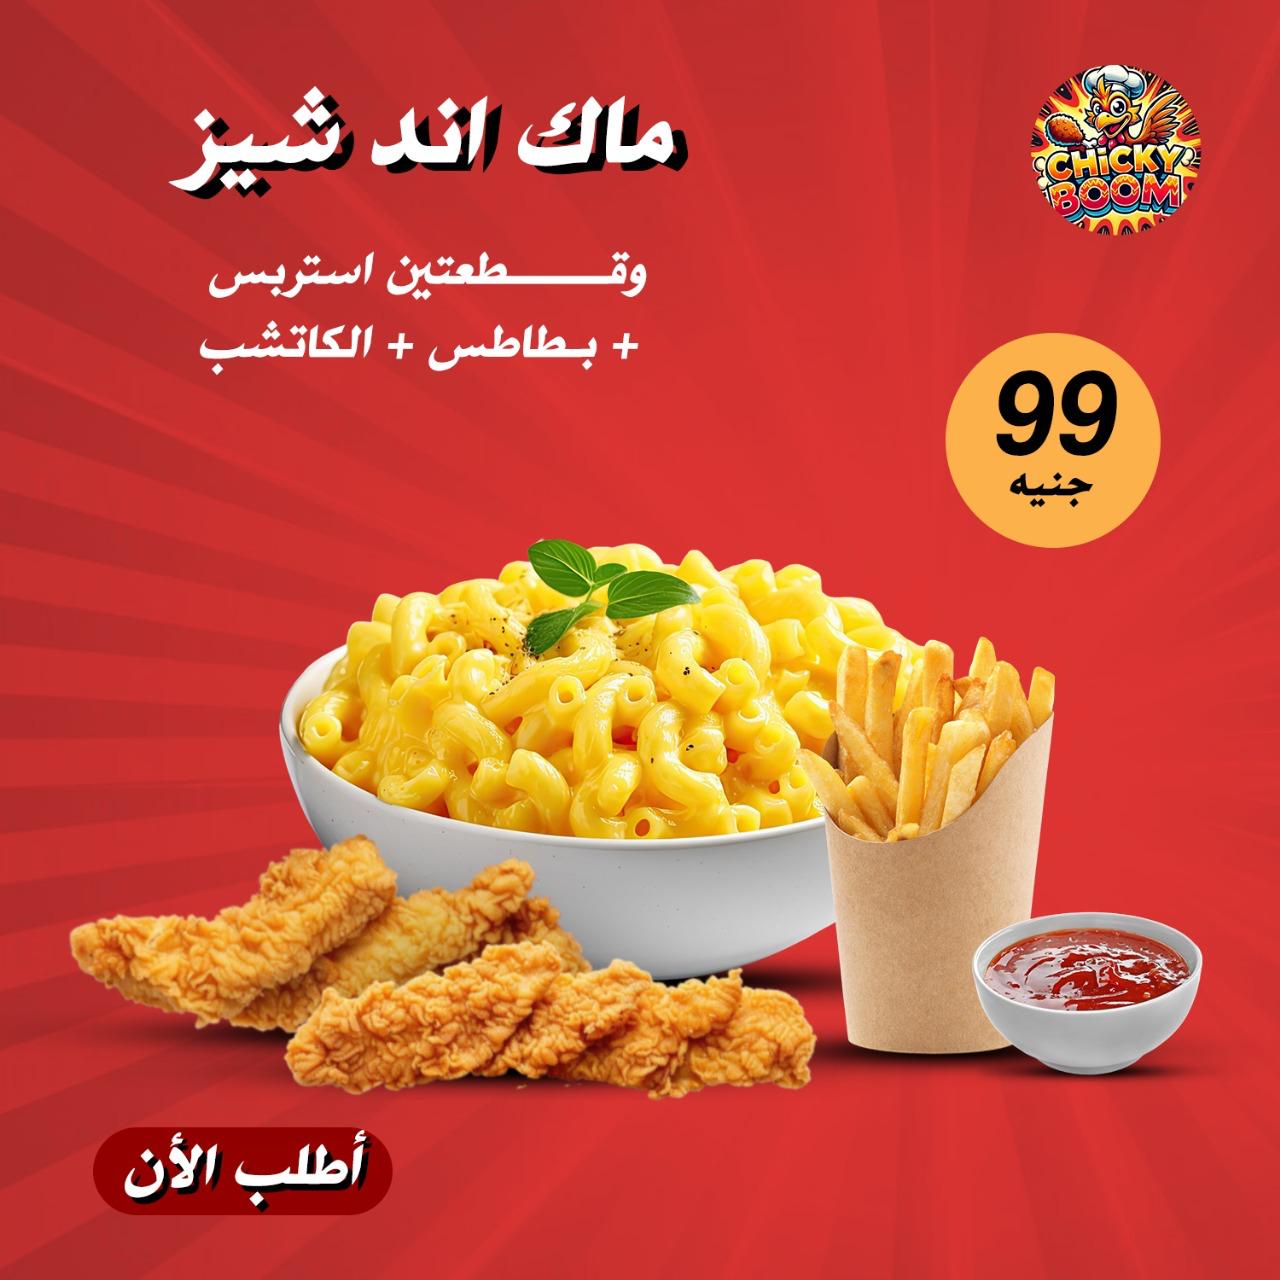 ماك اند شيز
CHICKY
BOOM
وقـــــطعتين استربس
+ بطاطس + الكاتشب
99
جنيه
أطلب الأن